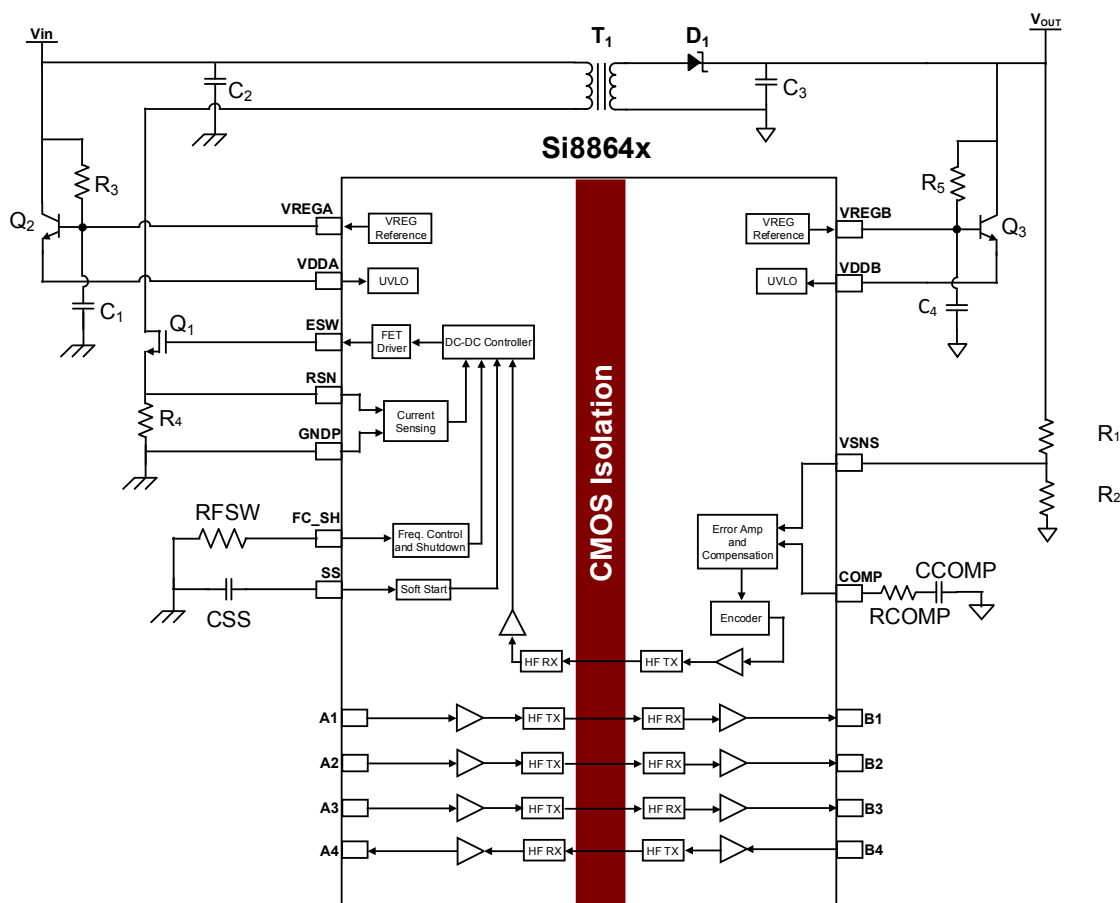 Vin
T1
D1
VOUT
C2
C3
Si8864x
R3
R5
Q2
VREGA
VREG
Reference
VREG
Reference
VREGB
Q3
VDDA
UVLO
UVLO
VDDB
C1
C4
Q1
ESW
FET
Driver
DC-DC Controller
RSN
R4
Current
Sensing
GNDP
CMOS Isolation
VSNS
R1
R2
RFSW
FC_SH
Freq. Control
and Shutdown
Error Amp
and
Compensation
SS
Soft Start
CSS
COMP
CCOMP
RCOMP
Encoder
HF RX
HF TX
A1
HF TX
HF RX
B1
A2
HF TX
HF RX
B2
A3
HF TX
HF RX
B3
A4
HF RX
HF TX
B4